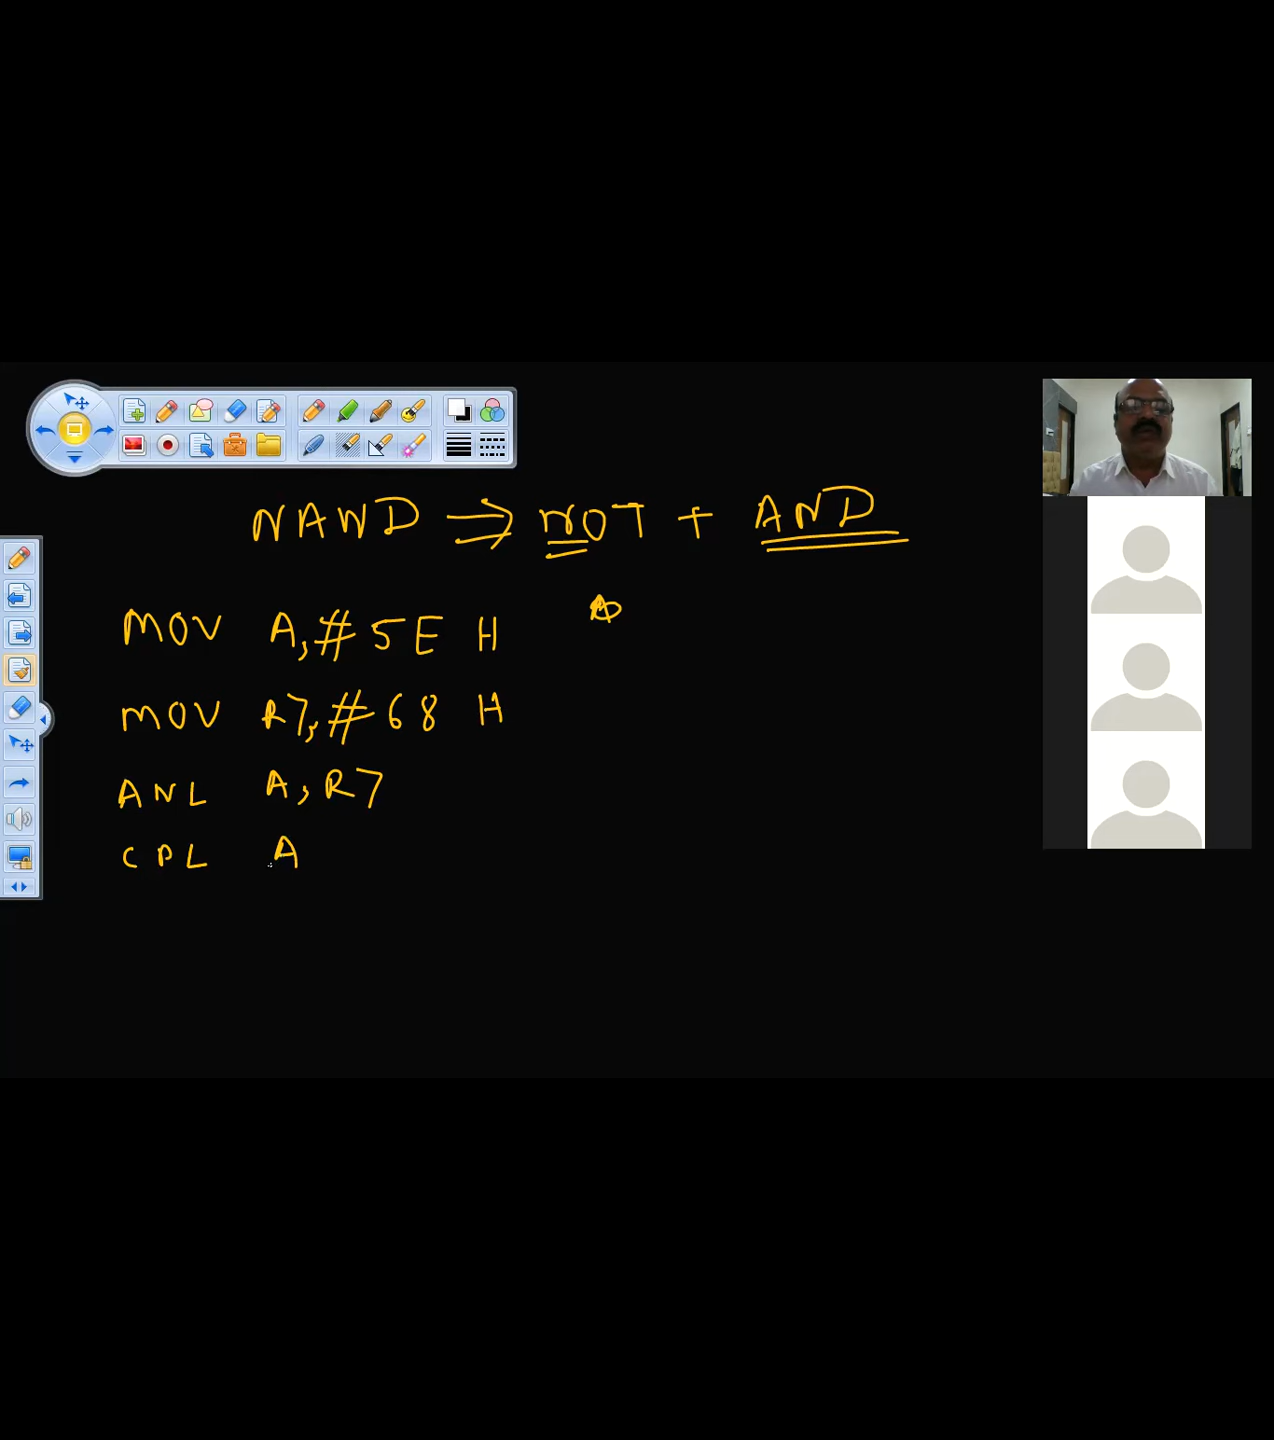 NAND ⇒ NOT + AND
MOV A,#5E H
MOV R7,#68 H
ANL A,R7
CPL A